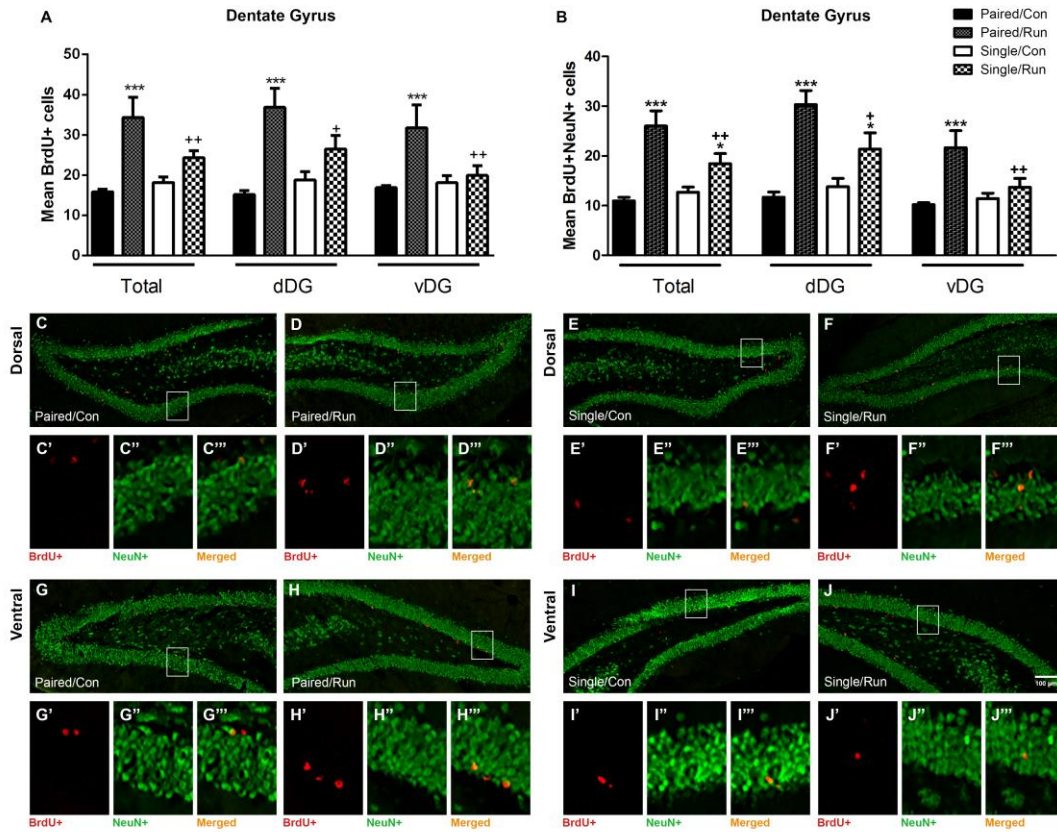 A
Dentate Gyrus
Mean BrdU+ cells
50
40
30
20
10
0
***
++
***
+
***
++
Total
dDG
vDG
B
Dentate Gyrus
Mean BrdU+NeuN+ cells
40
30
20
10
0
***
++
*
***
+
*
***
++
Total
dDG
vDG
Paired/Con
Paired/Run
Single/Con
Single/Run
Dorsal
C
Paired/Con
D
Paired/Run
C' C'' C''' D' D'' D'''
BrdU+ NeuN+ Merged BrdU+ NeuN+ Merged
Dorsal
E
Single/Con
F
Single/Run
E' E'' E''' F' F'' F'''
BrdU+ NeuN+ Merged BrdU+ NeuN+ Merged
Ventral
G
Paired/Con
H
Paired/Run
G' G'' G''' H' H'' H'''
BrdU+ NeuN+ Merged BrdU+ NeuN+ Merged
Ventral
I
Single/Con
J
Single/Run
100 µm
I' I'' I''' J' J'' J'''
BrdU+ NeuN+ Merged BrdU+ NeuN+ Merged